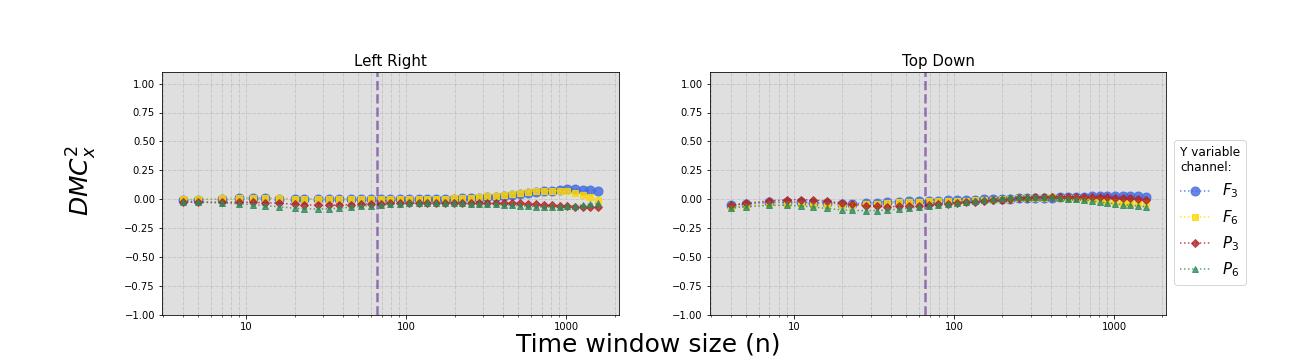 Left Right
Top Down
1.00
0.75
0.50
0.25
0.00
−0.25
−0.50
−0.75
−1.00
1.00
0.75
0.50
0.25
0.00
−0.25
−0.50
−0.75
−1.00
DMC²ₓ
10 100 1000
10 100 1000
Time window size (n)
Y variable
channel:
F₃
F₆
P₃
P₆